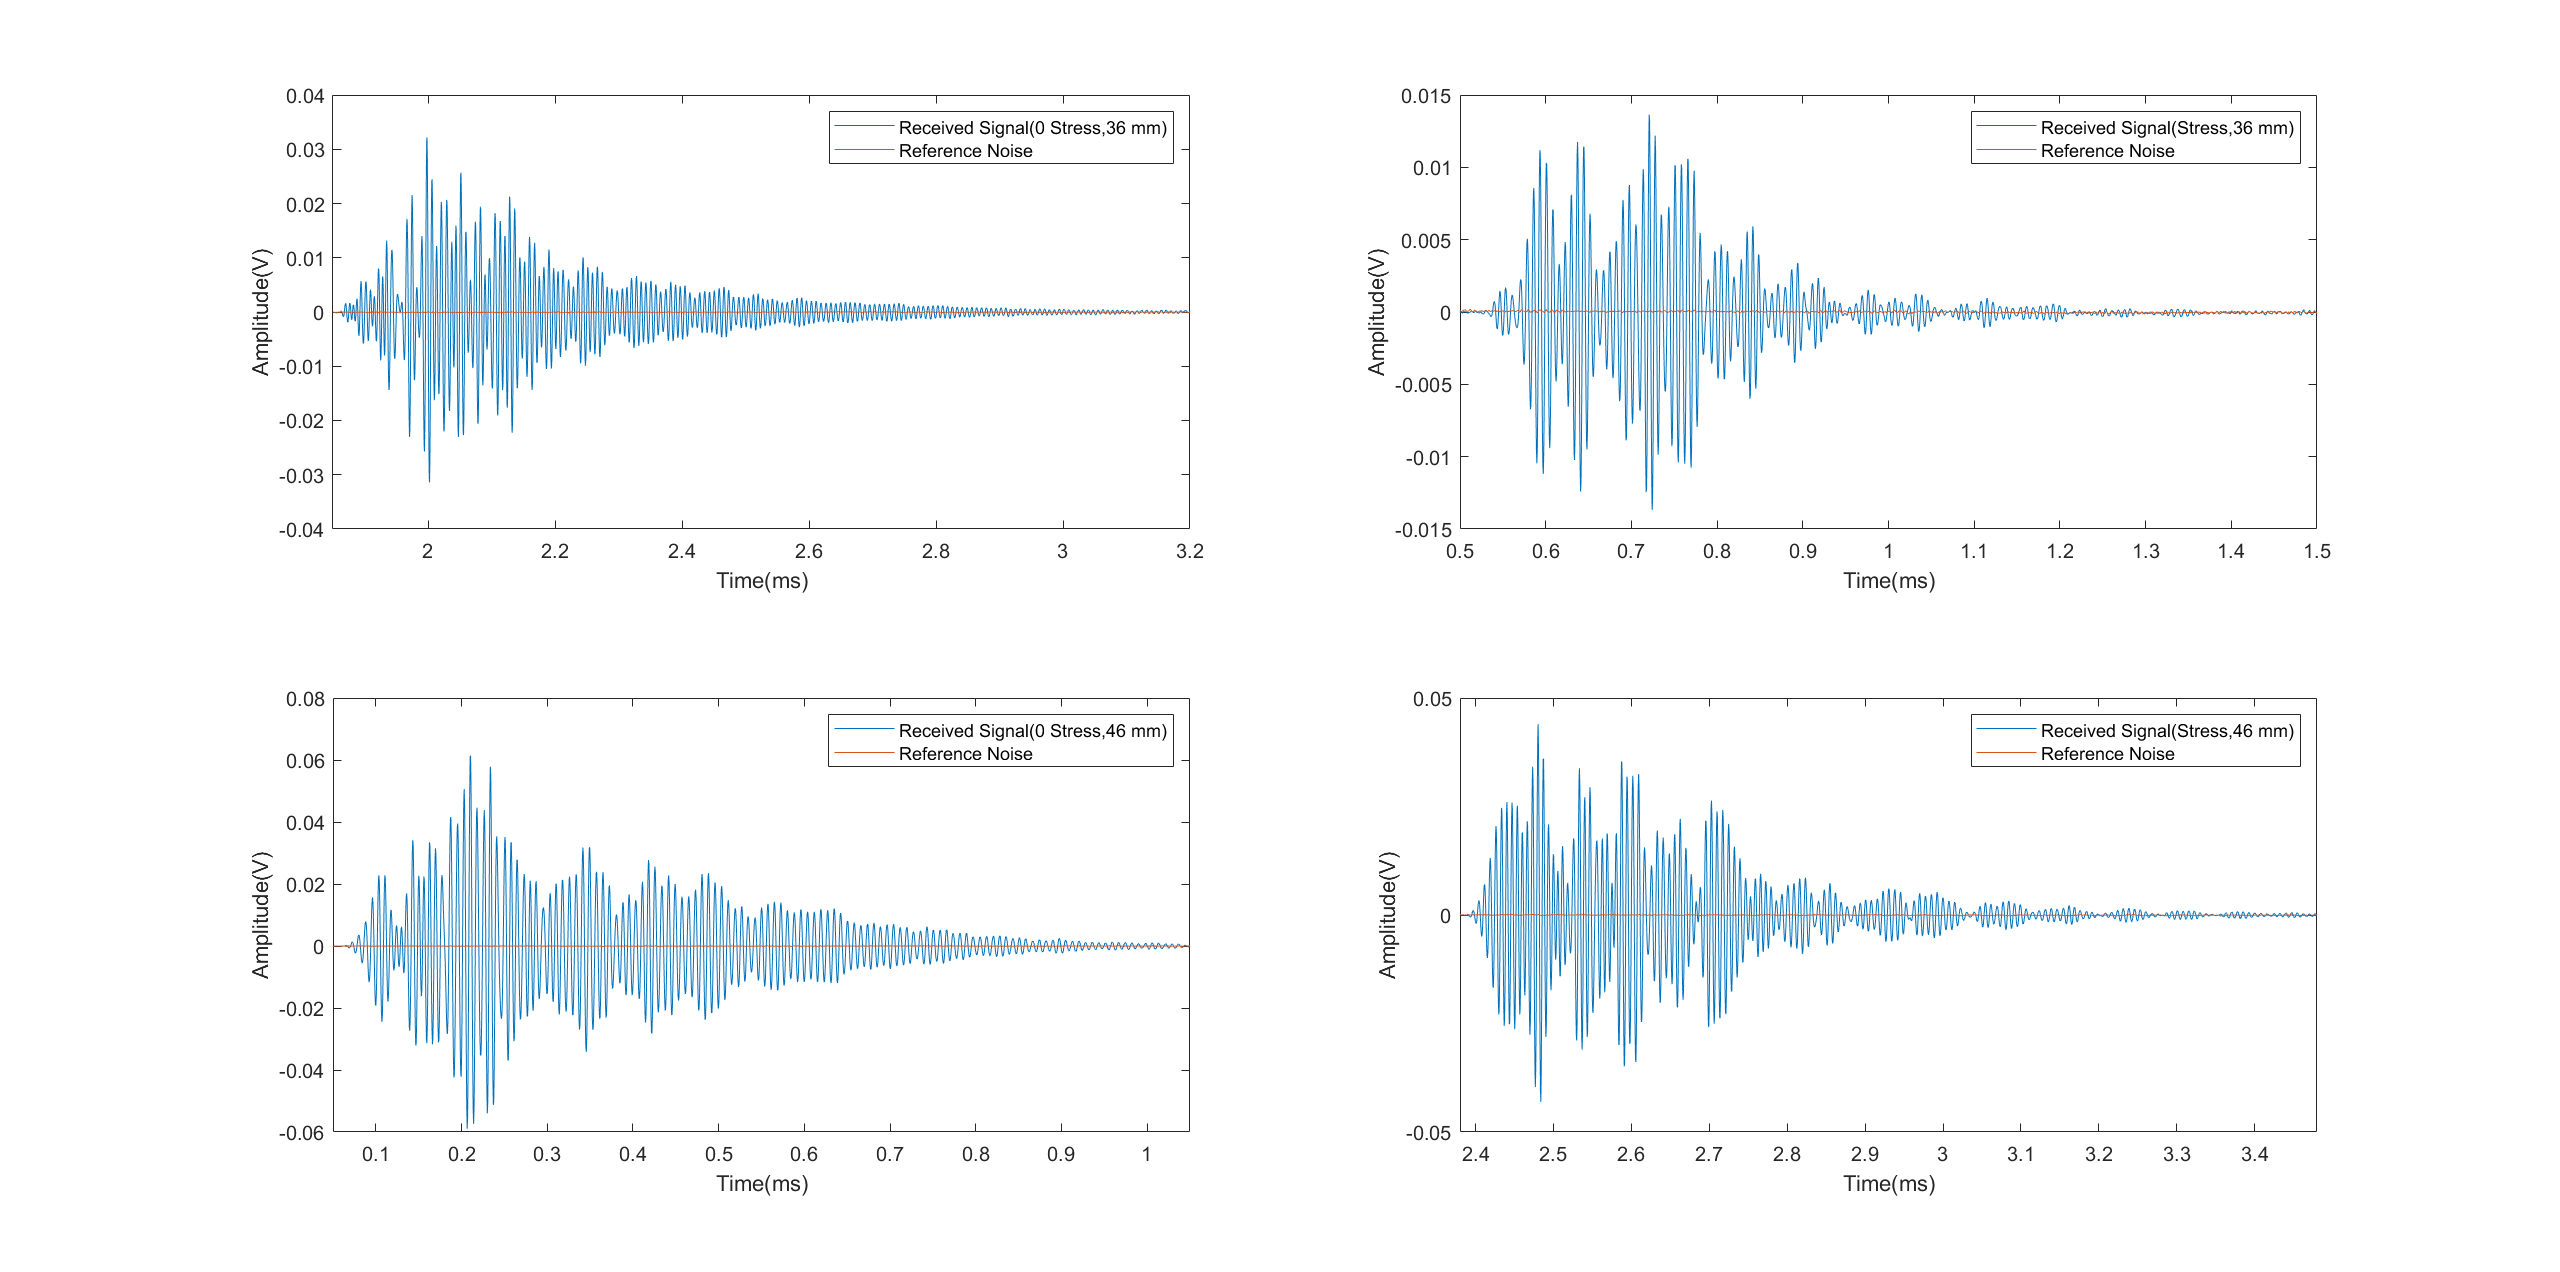 0.04
0.03
0.02
0.01
0
-0.01
-0.02
-0.03
-0.04
Amplitude(V)
Received Signal(0 Stress,36 mm)
Reference Noise
2 2.2 2.4 2.6 2.8 3 3.2
Time(ms)
0.015
0.01
0.005
0
-0.005
-0.01
-0.015
Amplitude(V)
Received Signal(Stress,36 mm)
Reference Noise
0.5 0.6 0.7 0.8 0.9 1 1.1 1.2 1.3 1.4 1.5
Time(ms)
0.08
0.06
0.04
0.02
0
-0.02
-0.04
-0.06
Amplitude(V)
Received Signal(0 Stress,46 mm)
Reference Noise
0.1 0.2 0.3 0.4 0.5 0.6 0.7 0.8 0.9 1
Time(ms)
0.05
0
-0.05
Amplitude(V)
Received Signal(Stress,46 mm)
Reference Noise
2.4 2.5 2.6 2.7 2.8 2.9 3 3.1 3.2 3.3 3.4
Time(ms)